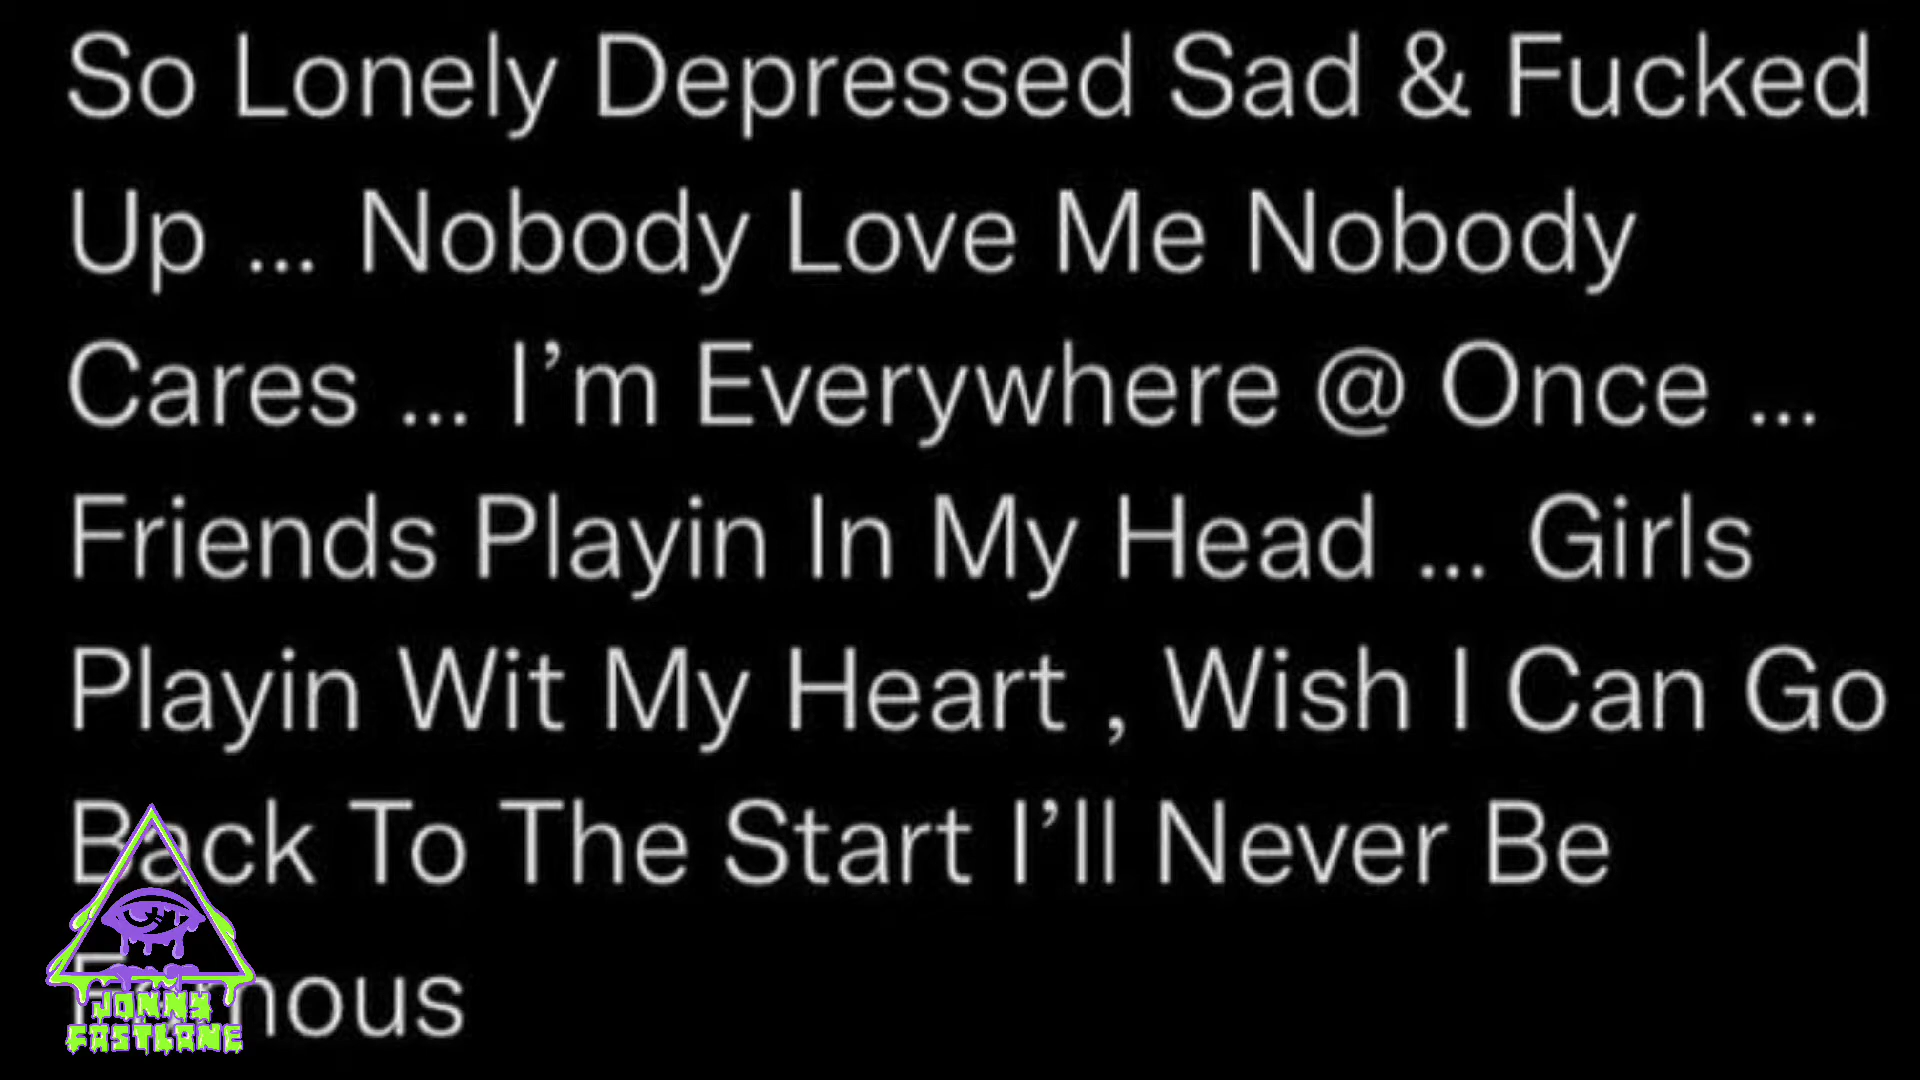 So Lonely Depressed Sad & Fucked
Up ... Nobody Love Me Nobody
Cares ... I’m Everywhere @ Once ...
Friends Playin In My Head ... Girls
Playin Wit My Heart , Wish I Can Go
Back To The Start I’ll Never Be
Famous
JONNY
FASTLANE